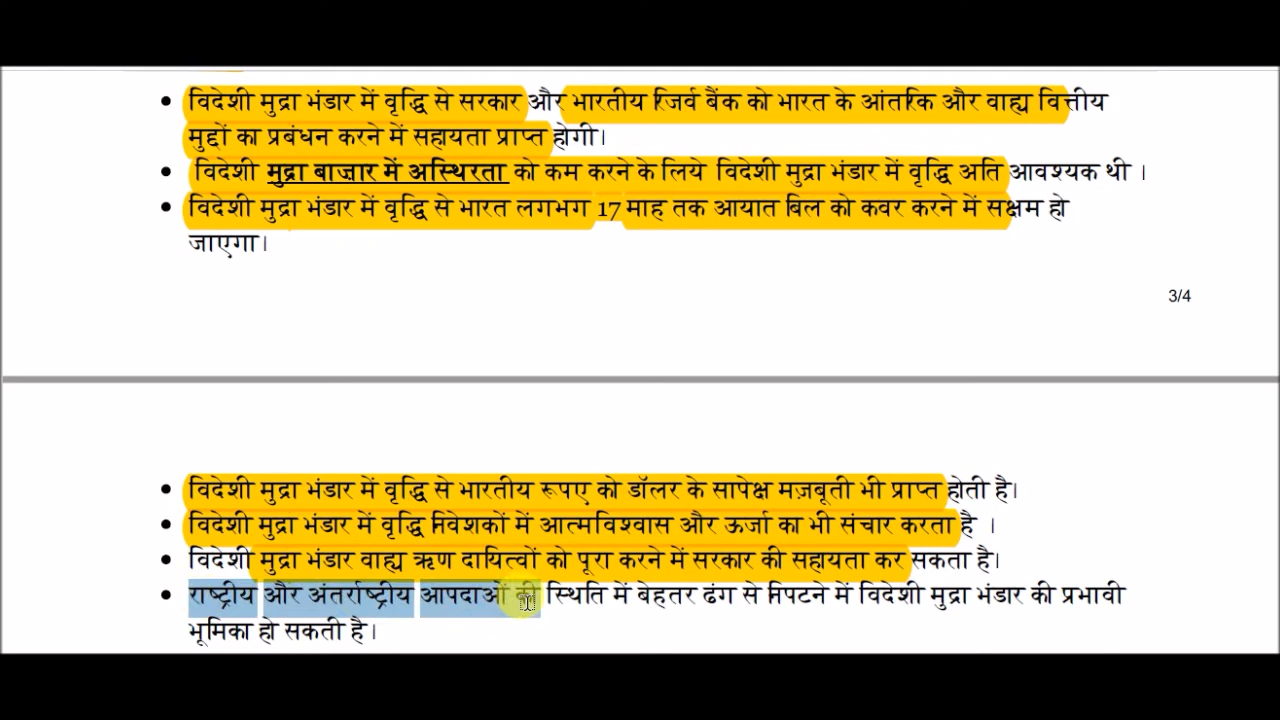 विदेशी मुद्रा भंडार में वृद्धि से सरकार और भारतीय रिजर्व बैंक को भारत के आंतरिक और वाह्य वित्तीय
मुद्दों का प्रबंधन करने में सहायता प्राप्त होगी।
विदेशी मुद्रा बाज़ार में अस्थिरता को कम करने के लिये विदेशी मुद्रा भंडार में वृद्धि अति आवश्यक थी ।
विदेशी मुद्रा भंडार में वृद्धि से भारत लगभग 17 माह तक आयात बिल को कवर करने में सक्षम हो
जाएगा।
3/4
विदेशी मुद्रा भंडार में वृद्धि से भारतीय रूपए को डॉलर के सापेक्ष मज़बूती भी प्राप्त होती है।
विदेशी मुद्रा भंडार में वृद्धि निवेशकों में आत्मविश्वास और ऊर्जा का भी संचार करता है ।
विदेशी मुद्रा भंडार वाह्य ऋण दायित्वों को पूरा करने में सरकार की सहायता कर सकता है।
राष्ट्रीय और अंतर्राष्ट्रीय आपदाओं की स्थिति में बेहतर ढंग से निपटने में विदेशी मुद्रा भंडार की प्रभावी
भूमिका हो सकती है।